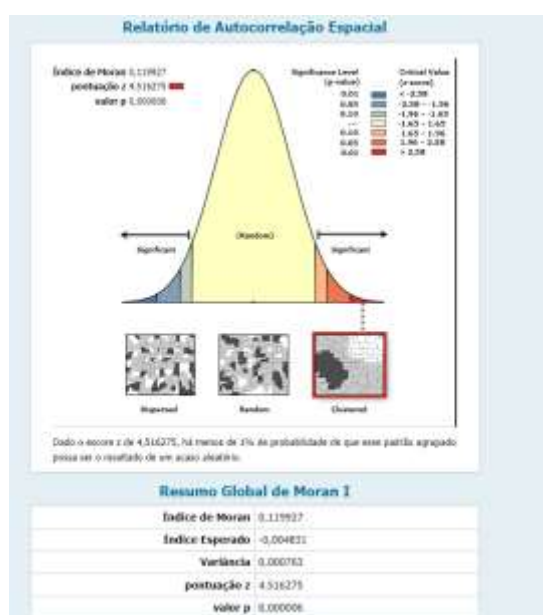 Relatório de Autocorrelação Espacial
Índice de Moran 0,119927
pontuação z 4,516275
valor p 0,000006
Significance Level
(p-value)
Critical Value
(z-score)
0.01 < -2.58
0.05 -2.58 - -1.96
0.10 -1.96 - -1.65
--- -1.65 - 1.65
0.10 1.65 - 1.96
0.05 1.96 - 2.58
0.01 > 2.58
(Random)
Significant
Significant
Dispersed
Random
Clustered
Dado o escore z de 4,516275, há menos de 1% de probabilidade de que esse padrão agrupado
possa ser o resultado de um acaso aleatório.
Resumo Global de Moran I
Índice de Moran 0,119927
Índice Esperado -0,004831
Variância 0,000763
pontuação z 4.516275
valor p 0,000006